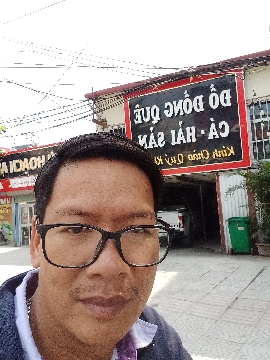 ĐỒ ĐỒNG QUÊ
CÁ - HẢI SẢN
Kính Chào Quý K